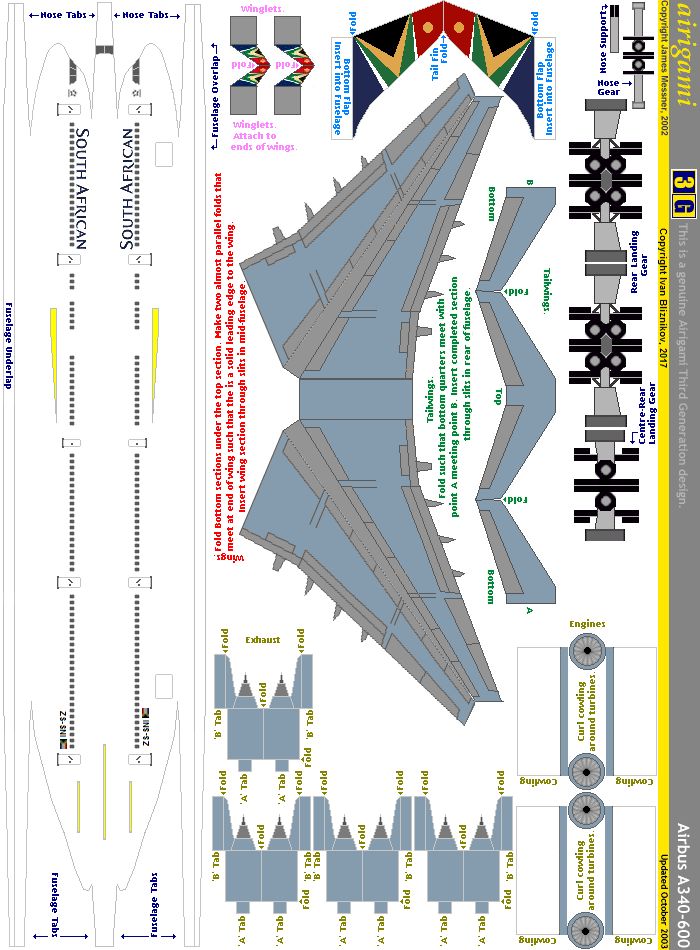 airigami
Copyright James Messner, 2002
3 G
This is a genuine Airigami Third Generation design.
Copyright Ivan Bliznikov, 2017
Airbus A340-600
Updated October 2003
Nose Support
Nose
Gear
Rear Landing
Gear
Centre-Rear
Landing Gear
Nose Tabs
Nose Tabs
Winglets.
Fold
Fold
Fuselage Overlap
Winglets.
Attach to
ends of wings.
Fold
Bottom Flap
Insert into Fuselage
Tail Fin
Fold
Fold
Bottom Flap
Insert into Fuselage
SOUTH AFRICAN
SOUTH AFRICAN
Fuselage Underlap
ZS-SNI
ZS-SNI
Fuselage Tabs
Fuselage Tabs
Wings.
Fold Bottom sections under the top section. Make two almost parallel folds that
meet at end of wing such that the is a solid leading edge to the wing.
Insert wing section through slits in mid-fuselage
Tailwings.
Fold such that bottom quarters meet with
point A meeting point B. Insert completed section
through slits in rear of fuselage.
B
Bottom
Tailwings.
Fold
Top
Fold
Bottom
A
Exhaust
Fold
Fold
Fold
'B' Tab
'B' Tab
Fold
'A' Tab
'A' Tab
Fold
Fold
Fold
'B' Tab
'B' Tab
Fold
'A' Tab
'A' Tab
Fold
Fold
Fold
'B' Tab
'B' Tab
Fold
'A' Tab
'A' Tab
Fold
Fold
Fold
'B' Tab
'B' Tab
Fold
'A' Tab
'A' Tab
Engines
Curl cowling
around turbines.
Cowling
Cowling
Curl cowling
around turbines.
Cowling
Cowling